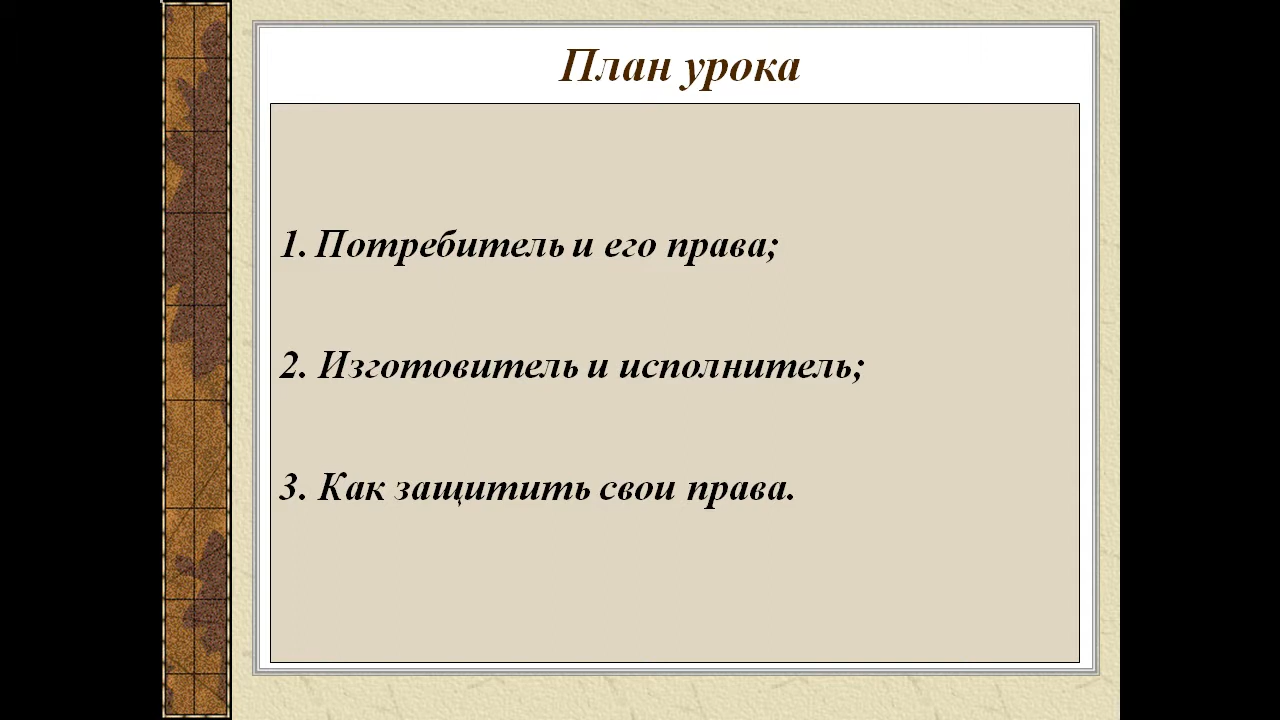 План урока
1. Потребитель и его права;
2. Изготовитель и исполнитель;
3. Как защитить свои права.